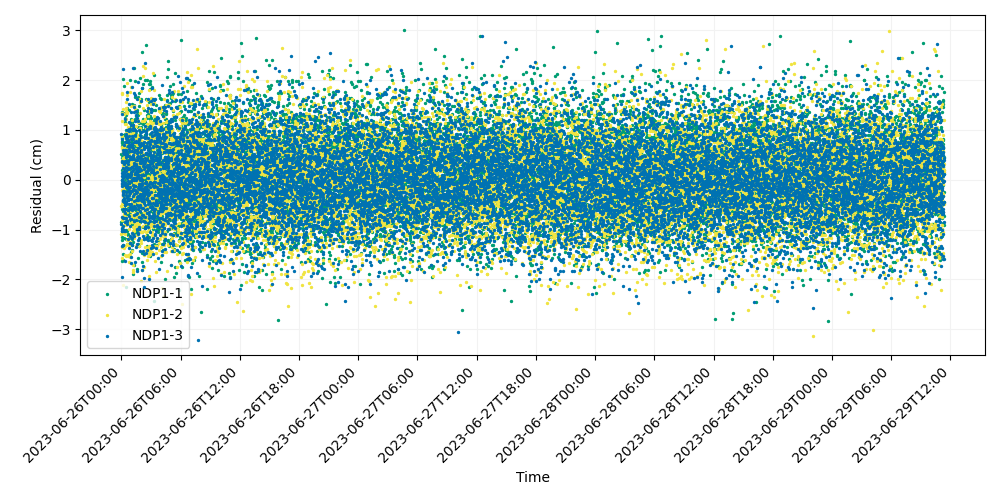 3
2
1
0
−1
−2
−3
Residual (cm)
NDP1-1
NDP1-2
NDP1-3
2023-06-26T00:00
2023-06-26T06:00
2023-06-26T12:00
2023-06-26T18:00
2023-06-27T00:00
2023-06-27T06:00
2023-06-27T12:00
2023-06-27T18:00
2023-06-28T00:00
2023-06-28T06:00
2023-06-28T12:00
2023-06-28T18:00
2023-06-29T00:00
2023-06-29T06:00
2023-06-29T12:00
Time